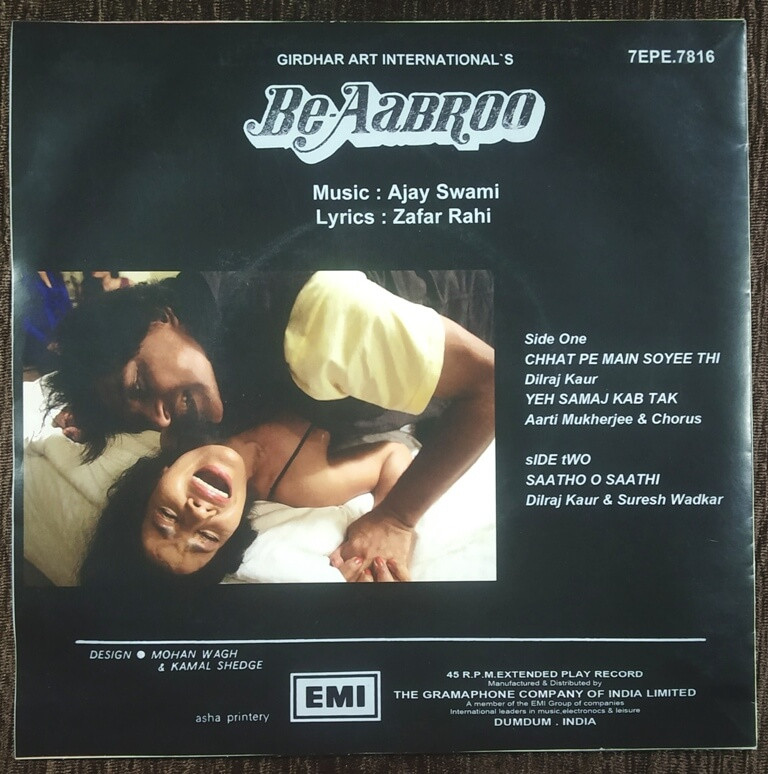 GIRDHAR ART INTERNATIONAL`S
7EPE.7816
Be-AaBROO
Music : Ajay Swami
Lyrics : Zafar Rahi
Side One
CHHAT PE MAIN SOYEE THI
Dilraj Kaur
YEH SAMAJ KAB TAK
Aarti Mukherjee & Chorus
sIDE tWO
SAATHO O SAATHI
Dilraj Kaur & Suresh Wadkar
DESIGN ● MOHAN WAGH
& KAMAL SHEDGE
asha printery
EMI
45 R.P.M.EXTENDED PLAY RECORD
Manufactured & Distributed by
THE GRAMAPHONE COMPANY OF INDIA LIMITED
A member of the EMI Group of companies
International leaders in music,electronocs & leisure
DUMDUM . INDIA